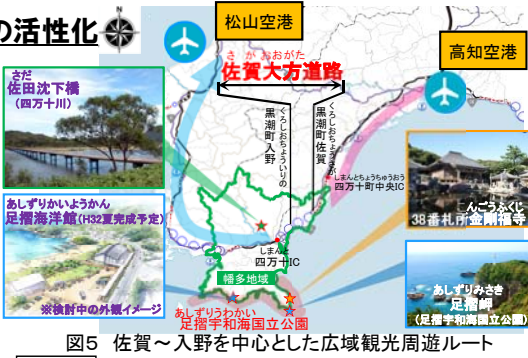 の活性化
松山空港
高知空港
さがおおがた
佐賀大方道路
さだ
佐田沈下橋
(四万十川)
くろしおちょういりの
黒潮町入野
くろしおちょうさが
黒潮町佐賀
しまんとちょうちゅうおう
四万十町中央IC
あしずりかいようかん
足摺海洋館(H32夏完成予定)
※検討中の外観イメージ
しまんと
四万十IC
幡多地域
あしずりうわかい
足摺宇和海国立公園
んごうふくじ
38番札所金剛福寺
あしずりみさき
足摺岬
(足摺宇和海国立公園)
図5 佐賀～入野を中心とした広域観光周遊ルート